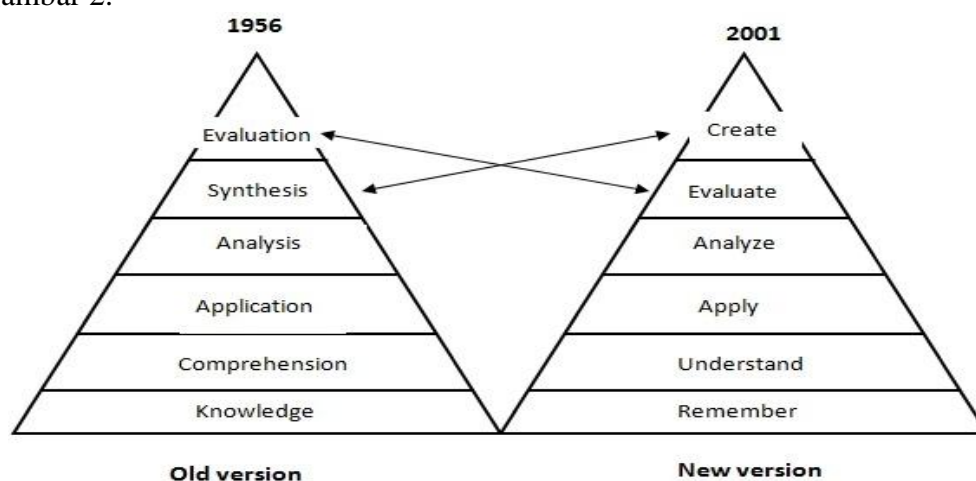 1956 2001
Evaluation Create
Synthesis Evaluate
Analysis Analyze
Application Apply
Comprehension Understand
Knowledge Remember
Old version New version